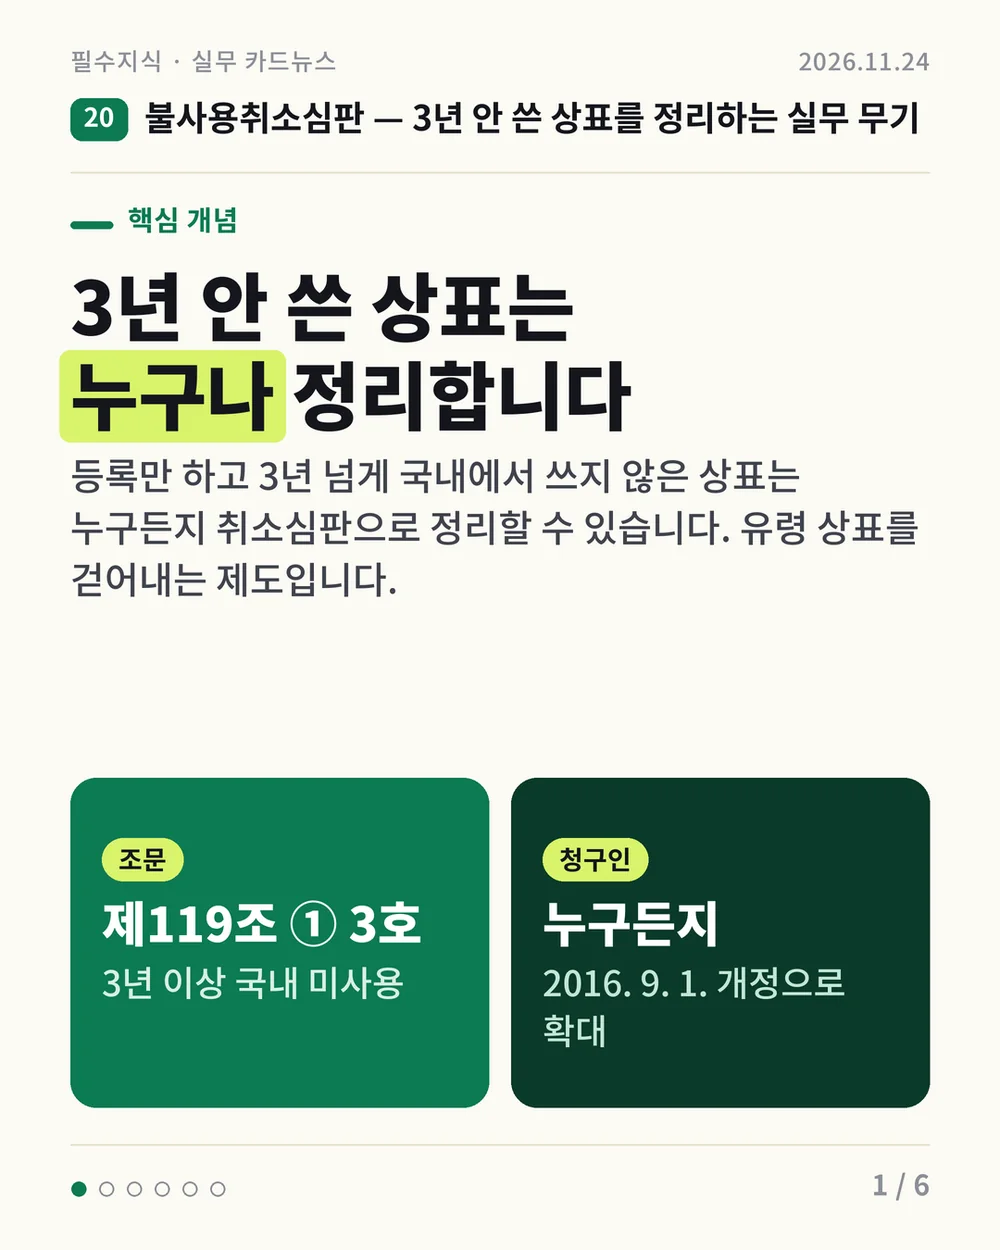 필수지식 · 실무 카드뉴스
2026.11.24
20 불사용취소심판 — 3년 안 쓴 상표를 정리하는 실무 무기
핵심 개념
3년 안 쓴 상표는
누구나 정리합니다
등록만 하고 3년 넘게 국내에서 쓰지 않은 상표는
누구든지 취소심판으로 정리할 수 있습니다. 유령 상표를
걷어내는 제도입니다.
조문
제119조 ① 3호
3년 이상 국내 미사용
청구인
누구든지
2016. 9. 1. 개정으로
확대
1 / 6